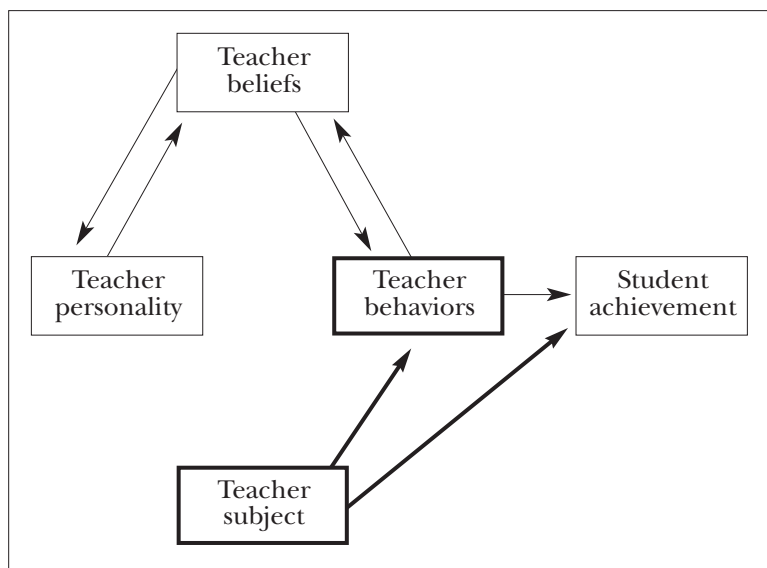 Teacher
beliefs
Teacher
personality
Teacher
behaviors
Student
achievement
Teacher
subject